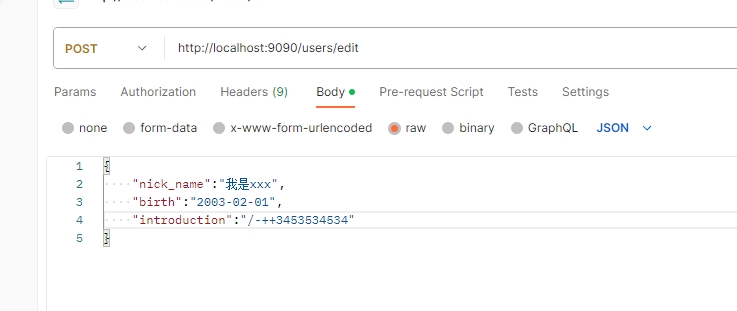 POST http://localhost:9090/users/edit
Params Authorization Headers (9) Body Pre-request Script Tests Settings
none form-data x-www-form-urlencoded raw binary GraphQL JSON
1 {
2 "nick_name":"我是xxx",
3 "birth":"2003-02-01",
4 "introduction":"/-++3453534534"
5 }